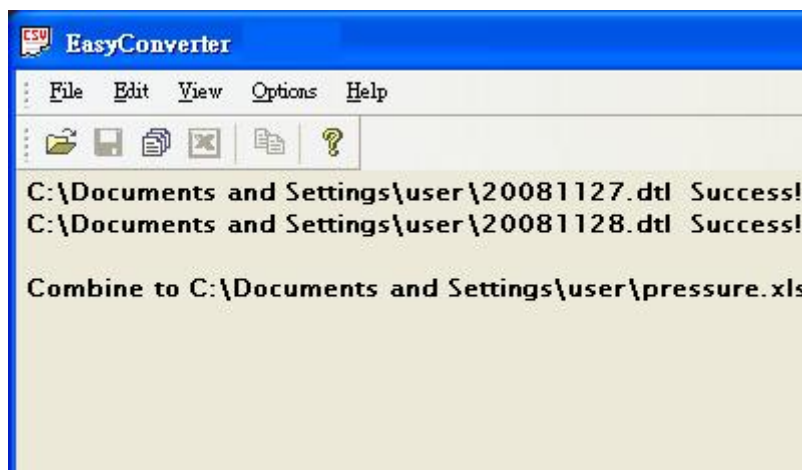 CSV EasyConverter
File Edit View Options Help
C:\Documents and Settings\user\20081127.dtl Success!
C:\Documents and Settings\user\20081128.dtl Success!
Combine to C:\Documents and Settings\user\pressure.xls